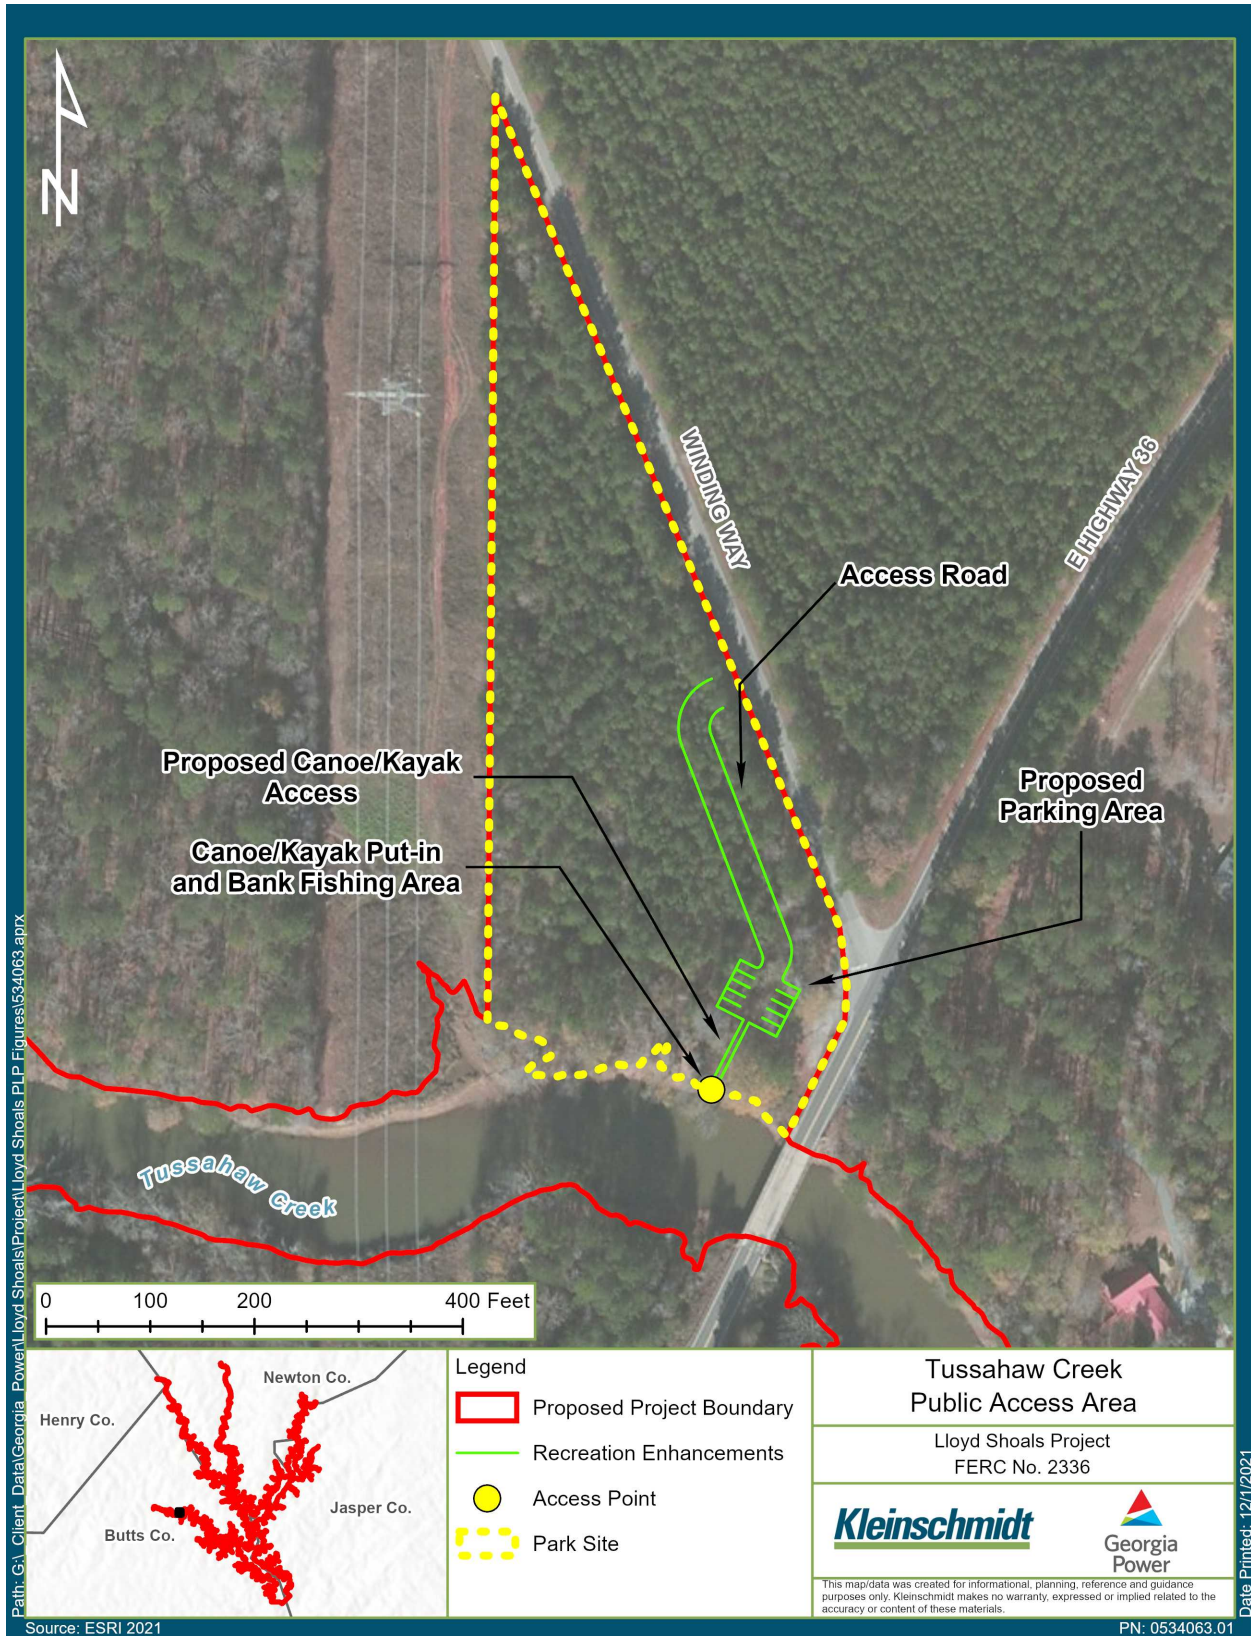 N
WINDING WAY
E HIGHWAY 36
Access Road
Proposed Canoe/Kayak
Access
Proposed
Parking Area
Canoe/Kayak Put-in
and Bank Fishing Area
Tussahaw Creek
0 100 200 400 Feet
Newton Co.
Henry Co.
Jasper Co.
Butts Co.
Legend
Proposed Project Boundary
Recreation Enhancements
Access Point
Park Site
Tussahaw Creek
Public Access Area
Lloyd Shoals Project
FERC No. 2336
Kleinschmidt
Georgia
Power
This map/data was created for informational, planning, reference and guidance
purposes only. Kleinschmidt makes no warranty, expressed or implied related to the
accuracy or content of these materials.
Path: G:\_Client_Data\Georgia_Power\Lloyd Shoals\Project\Lloyd Shoals PLP Figures\534063.aprx
Date Printed: 12/1/2021
Source: ESRI 2021
PN: 0534063.01